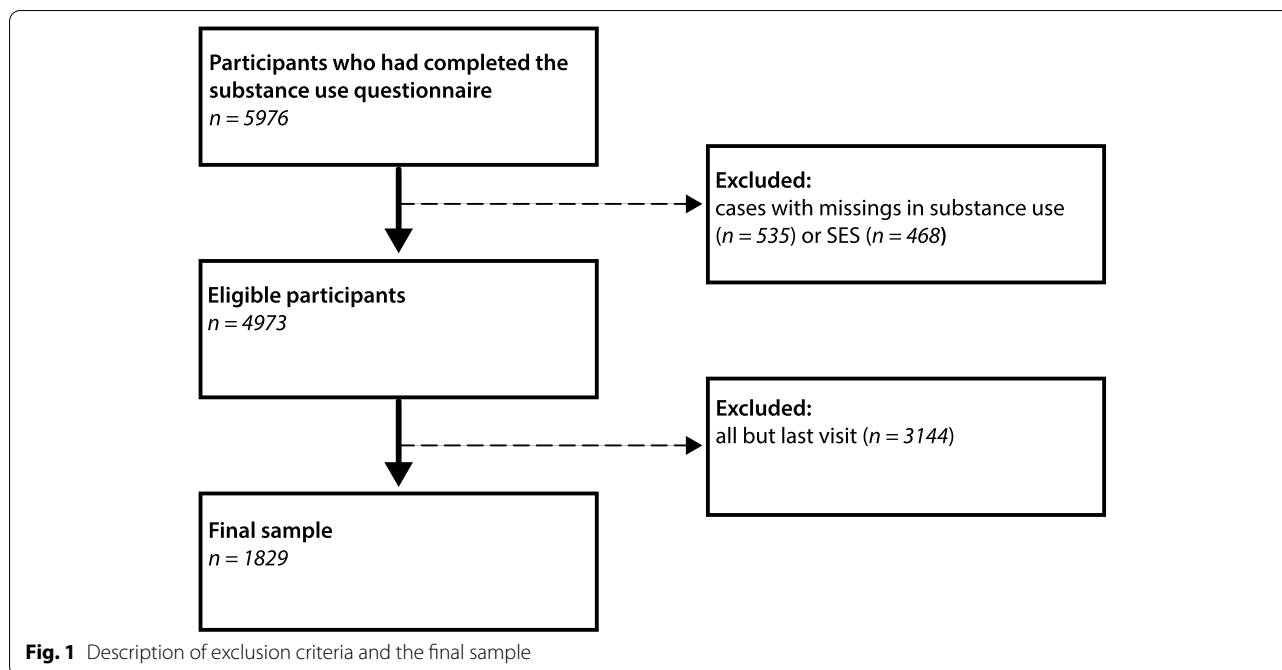 Participants who had completed the
substance use questionnaire
n = 5976
Excluded:
cases with missings in substance use
(n = 535) or SES (n = 468)
Eligible participants
n = 4973
Excluded:
all but last visit (n = 3144)
Final sample
n = 1829
Fig. 1 Description of exclusion criteria and the final sample